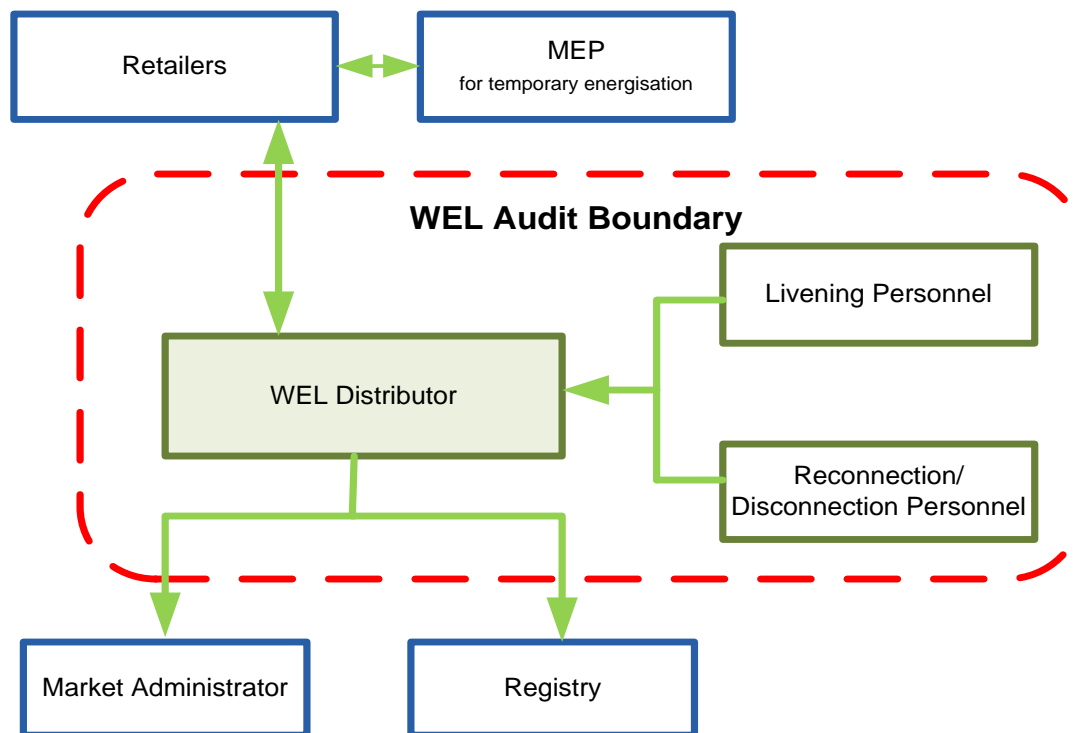 Retailers
MEP
for temporary energisation
WEL Audit Boundary
Livening Personnel
WEL Distributor
Reconnection/
Disconnection Personnel
Market Administrator
Registry